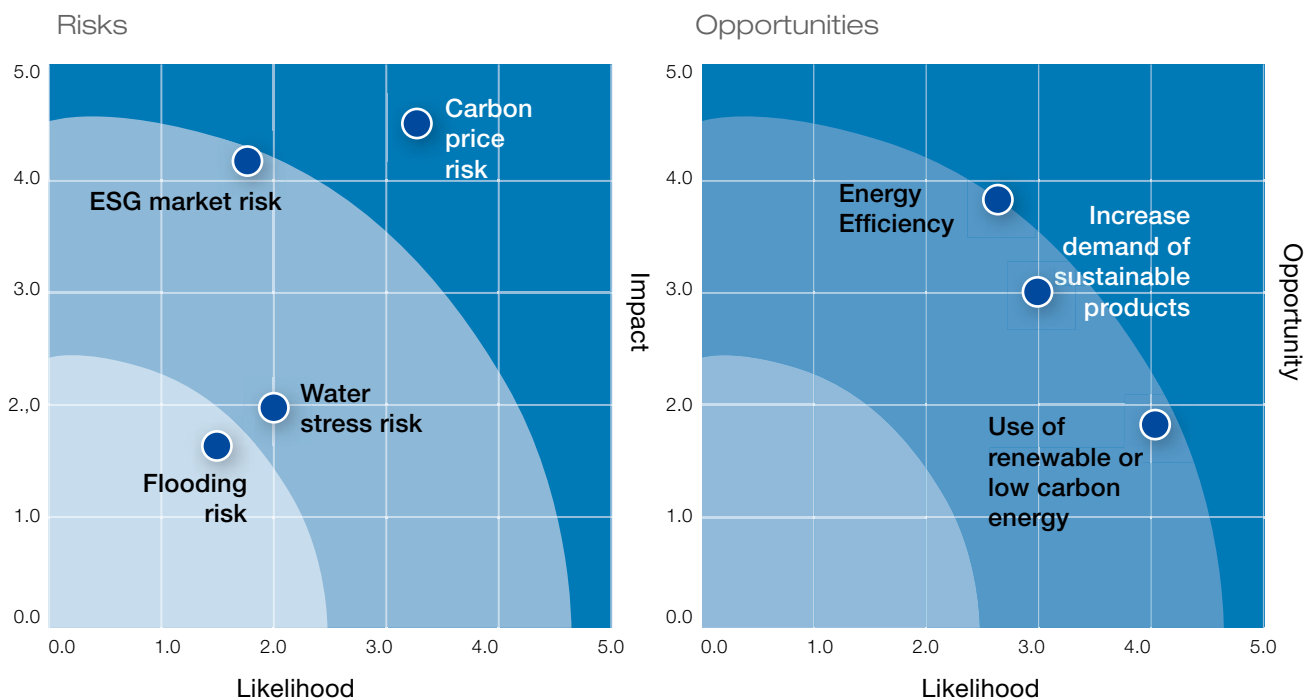 Risks
5.0
4.0
3.0
2.,0
1.0
0.0
0.0 1.0 2.0 3.0 4.0 5.0
Likelihood
Impact
Carbon
price
risk
ESG market risk
Water
stress risk
Flooding
risk
Opportunities
5.0
4.0
3.0
2.0
1.0
0.0
0.0 1.0 2.0 3.0 4.0 5.0
Likelihood
Opportunity
Energy
Efficiency
Increase
demand of
sustainable
products
Use of
renewable or
low carbon
energy